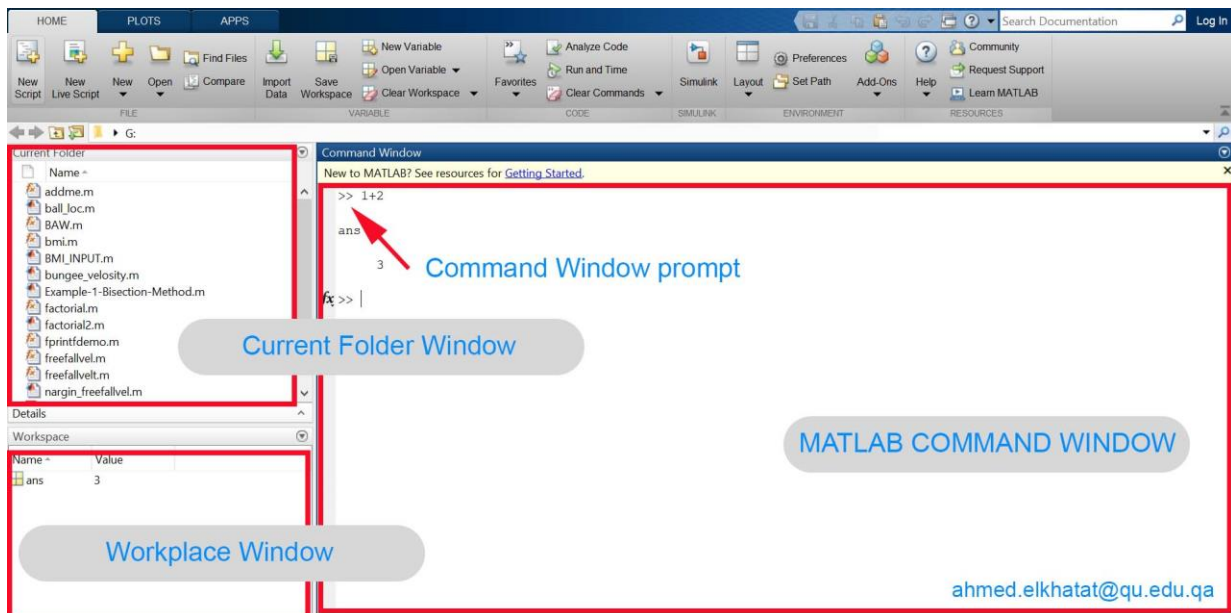 HOME PLOTS APPS
Search Documentation Log In
New Script
New Live Script
New
Open
Find Files
Compare
Import Data
Save Workspace
New Variable
Open Variable
Clear Workspace
Favorites
Analyze Code
Run and Time
Clear Commands
Simulink
Layout
Preferences
Set Path
Add-Ons
Help
Community
Request Support
Learn MATLAB
FILE VARIABLE CODE SIMULINK ENVIRONMENT RESOURCES
G:
Current Folder
Name
addme.m
ball_loc.m
BAW.m
bmi.m
BMI_INPUT.m
bungee_velosity.m
Example-1-Bisection-Method.m
factorial.m
factorial2.m
fprintfdemo.m
freefallvel.m
freefallvelt.m
nargin_freefallvel.m
Current Folder Window
Details
Workspace
Name Value
ans 3
Workplace Window
Command Window
New to MATLAB? See resources for Getting Started.
>> 1+2
ans
3
Command Window prompt
fx >>
MATLAB COMMAND WINDOW
ahmed.elkhatat@qu.edu.qa